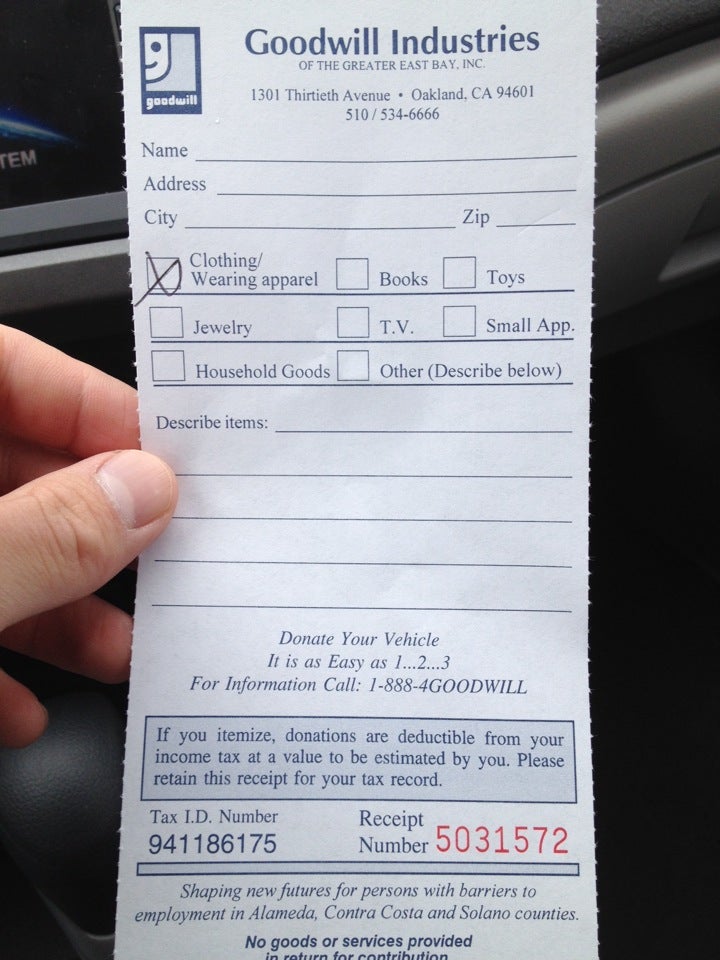 TEM
goodwill
Goodwill Industries
OF THE GREATER EAST BAY, INC.
1301 Thirtieth Avenue • Oakland, CA 94601
510 / 534-6666
Name
Address
City Zip
Clothing/
Wearing apparel Books Toys
Jewelry T.V. Small App.
Household Goods Other (Describe below)
Describe items:
Donate Your Vehicle
It is as Easy as 1...2...3
For Information Call: 1-888-4GOODWILL
If you itemize, donations are deductible from your
income tax at a value to be estimated by you. Please
retain this receipt for your tax record.
Tax I.D. Number
941186175
Receipt
Number 5031572
Shaping new futures for persons with barriers to
employment in Alameda, Contra Costa and Solano counties.
No goods or services provided
in return for contribution